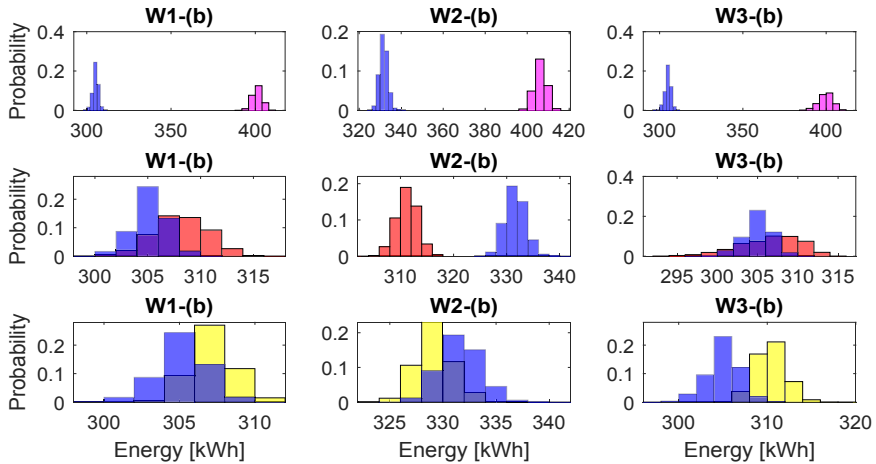 W1-(b) W2-(b) W3-(b)
Probability
0.4 0.2 0.4
0.2 0.1 0.2
0 0 0
300 350 400 320 340 360 380 400 420 300 350 400
W1-(b) W2-(b) W3-(b)
Probability
0.2 0.2 0.4
0.1 0.1 0.2
0 0 0
300 305 310 315 310 320 330 340 295 300 305 310 315
W1-(b) W2-(b) W3-(b)
Probability
0.2 0.2 0.2
0.1 0.1 0.1
0 0 0
300 305 310 325 330 335 340 300 310 320
Energy [kWh] Energy [kWh] Energy [kWh]